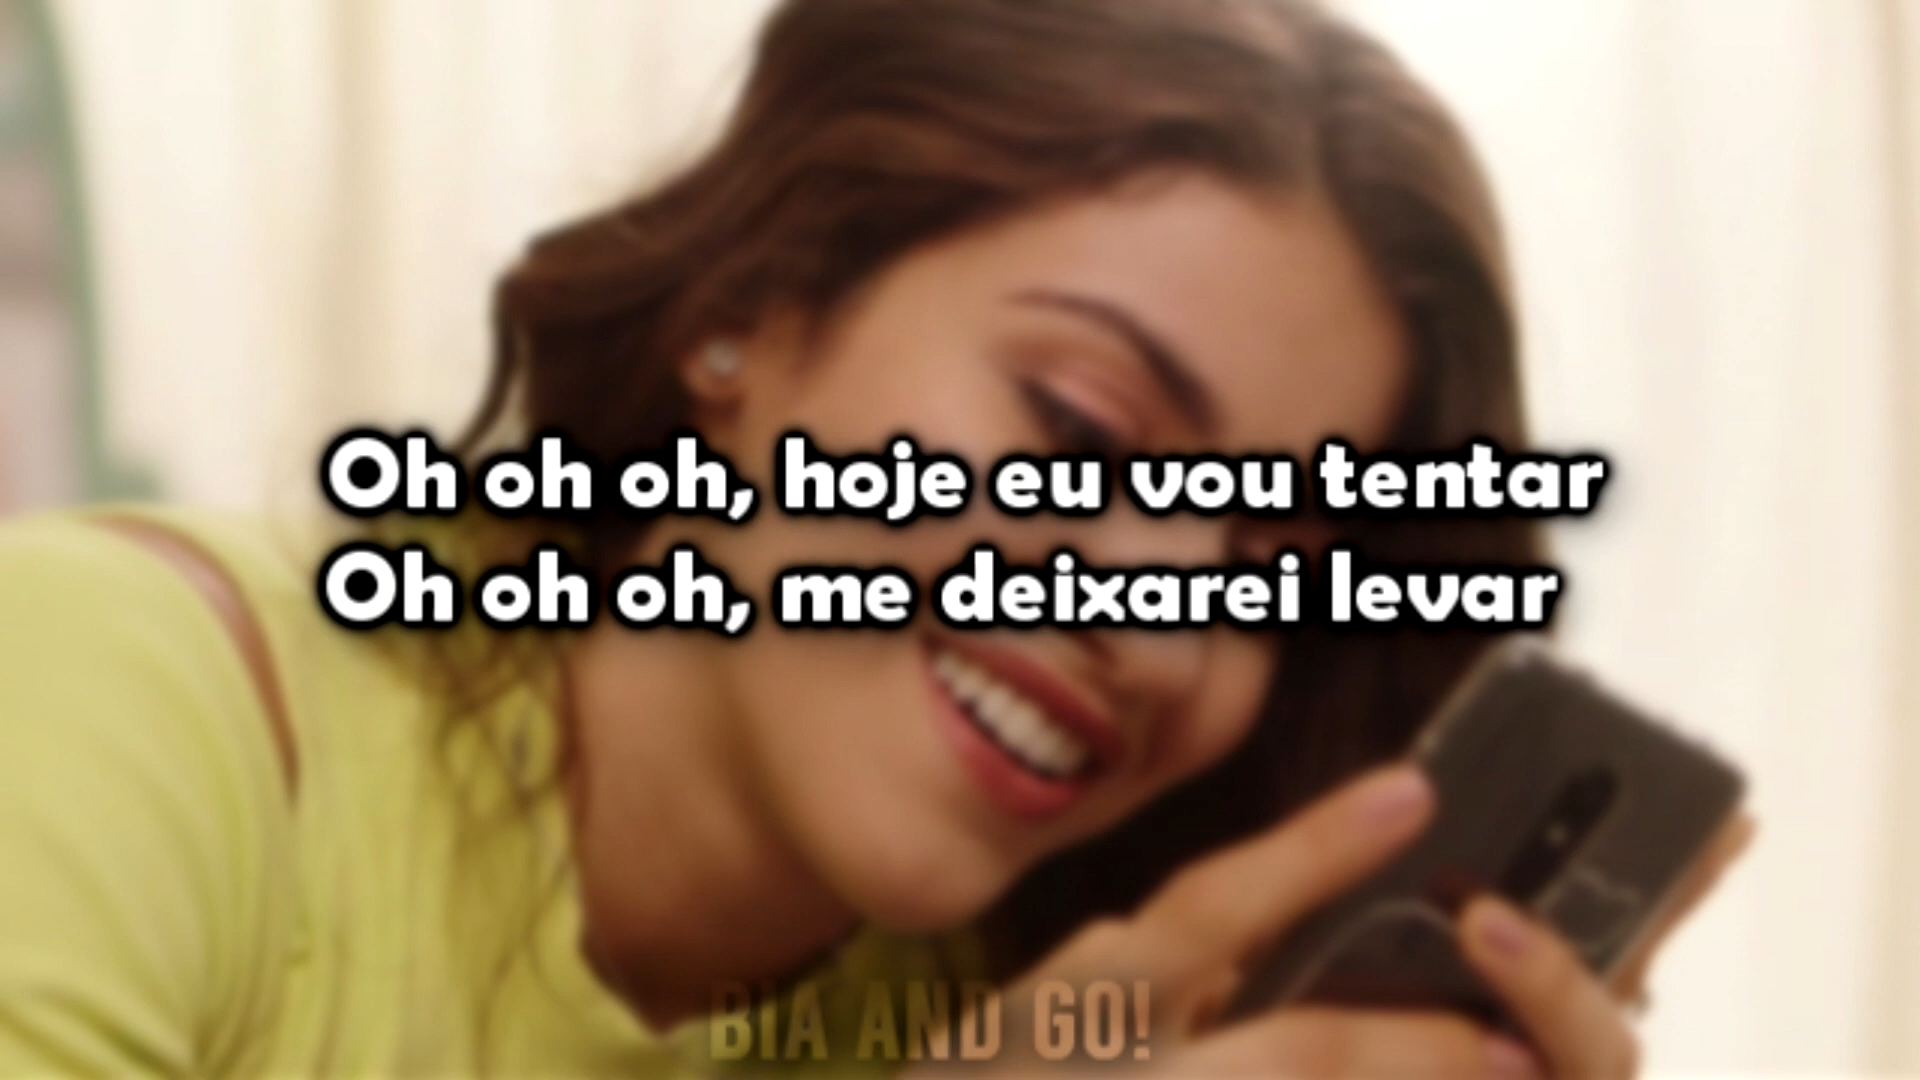 Oh oh oh, hoje eu vou tentar
Oh oh oh, me deixarei levar
BIA AND GO!